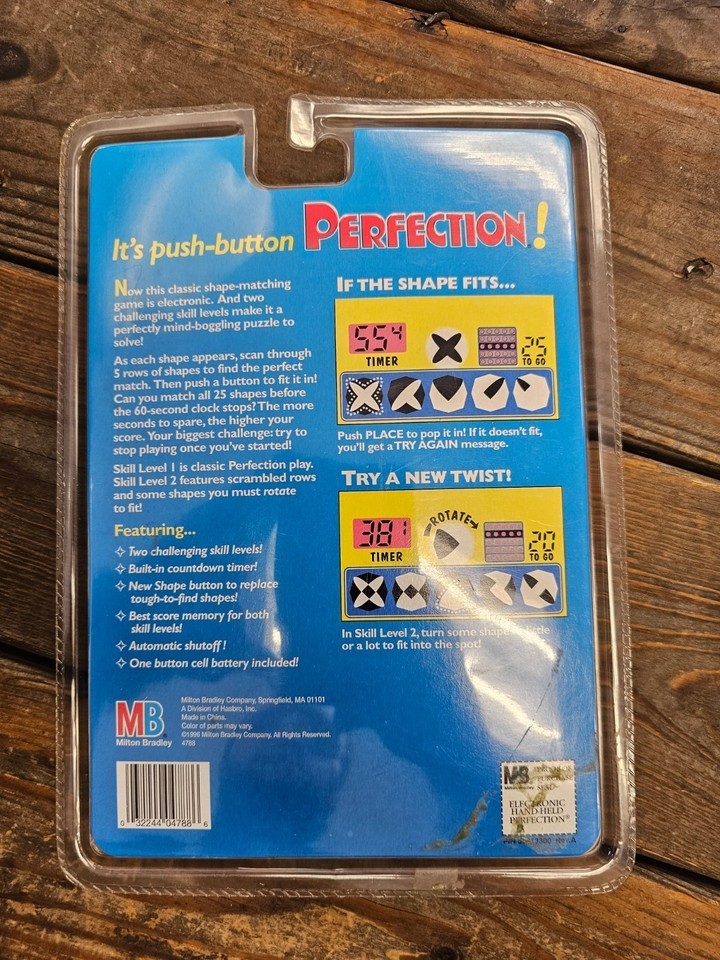 It's push-button PERFECTION!
Now this classic shape-matching
game is electronic. And two
challenging skill levels make it a
perfectly mind-boggling puzzle to
solve!
As each shape appears, scan through
5 rows of shapes to find the perfect
match. Then push a button to fit it in!
Can you match all 25 shapes before
the 60-second clock stops? The more
seconds to spare, the higher your
score. Your biggest challenge: try to
stop playing once you've started!
Skill Level 1 is classic Perfection play.
Skill Level 2 features scrambled rows
and some shapes you must rotate
to fit!
Featuring...
Two challenging skill levels!
Built-in countdown timer!
New Shape button to replace
tough-to-find shapes!
Best score memory for both
skill levels!
Automatic shutoff!
One button cell battery included!
IF THE SHAPE FITS...
55 4
TIMER
25
TO GO
Push PLACE to pop it in! If it doesn't fit,
you'll get a TRY AGAIN message.
TRY A NEW TWIST!
38 1
TIMER
ROTATE
20
TO GO
In Skill Level 2, turn some shapes little
or a lot to fit into the spot!
MB
Milton Bradley
Milton Bradley Company, Springfield, MA 01101
A Division of Hasbro, Inc.
Made in China.
Color of parts may vary.
©1996 Milton Bradley Company. All Rights Reserved.
4788
0 32244 04788 6
MB
PURCHASE
SEAL
ELECTRONIC
HAND-HELD
PERFECTION®